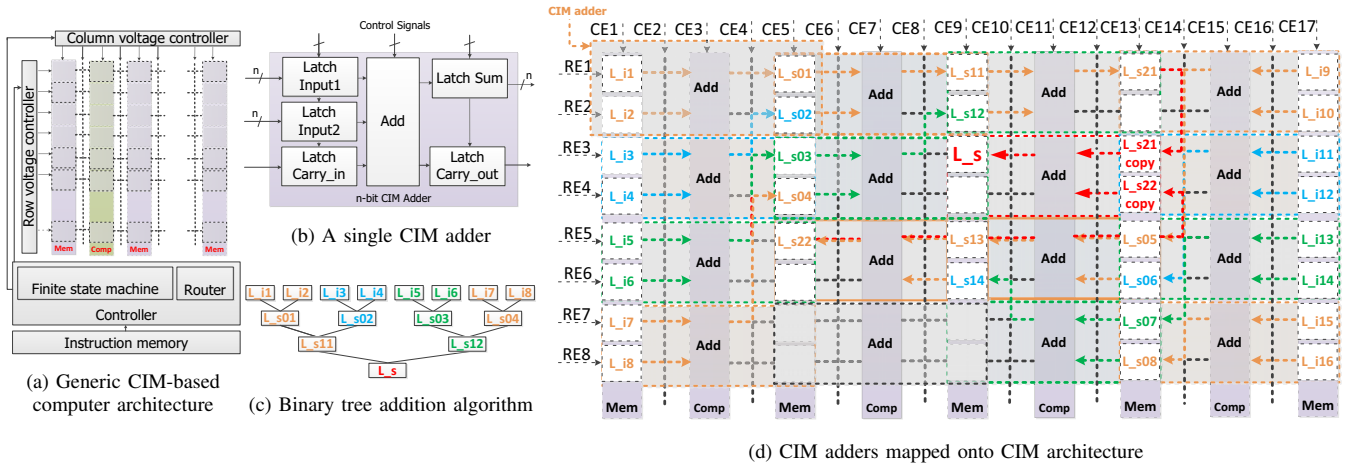 Column voltage controller
Row voltage controller
Mem
Comp
Mem
Mem
Finite state machine
Router
Controller
Instruction memory
(a) Generic CIM-based
computer architecture
Control Signals
n
Latch
Input1
n
Latch
Input2
Latch
Carry_in
Add
Latch Sum
n
Latch
Carry_out
n-bit CIM Adder
(b) A single CIM adder
L_i1 L_i2 L_i3 L_i4 L_i5 L_i6 L_i7 L_i8
L_s01 L_s02 L_s03 L_s04
L_s11 L_s12
L_s
(c) Binary tree addition algorithm
CIM adder
CE1 CE2 CE3 CE4 CE5 CE6 CE7 CE8 CE9 CE10 CE11 CE12 CE13 CE14 CE15 CE16 CE17
RE1 L_i1 L_s01 L_s11 L_s21 L_i9
Add Add Add Add
RE2 L_i2 L_s02 L_s12 L_i10
RE3 L_i3 L_s03 L_s L_s21 copy L_i11
Add Add Add Add
RE4 L_i4 L_s04 L_s22 copy L_i12
RE5 L_i5 L_s22 L_s13 L_s05 L_i13
Add Add Add Add
RE6 L_i6 L_s14 L_s06 L_i14
RE7 L_i7 L_s07 L_i15
Add Add Add Add
RE8 L_i8 L_s08 L_i16
Mem Comp Mem Comp Mem Comp Mem Comp Mem
(d) CIM adders mapped onto CIM architecture